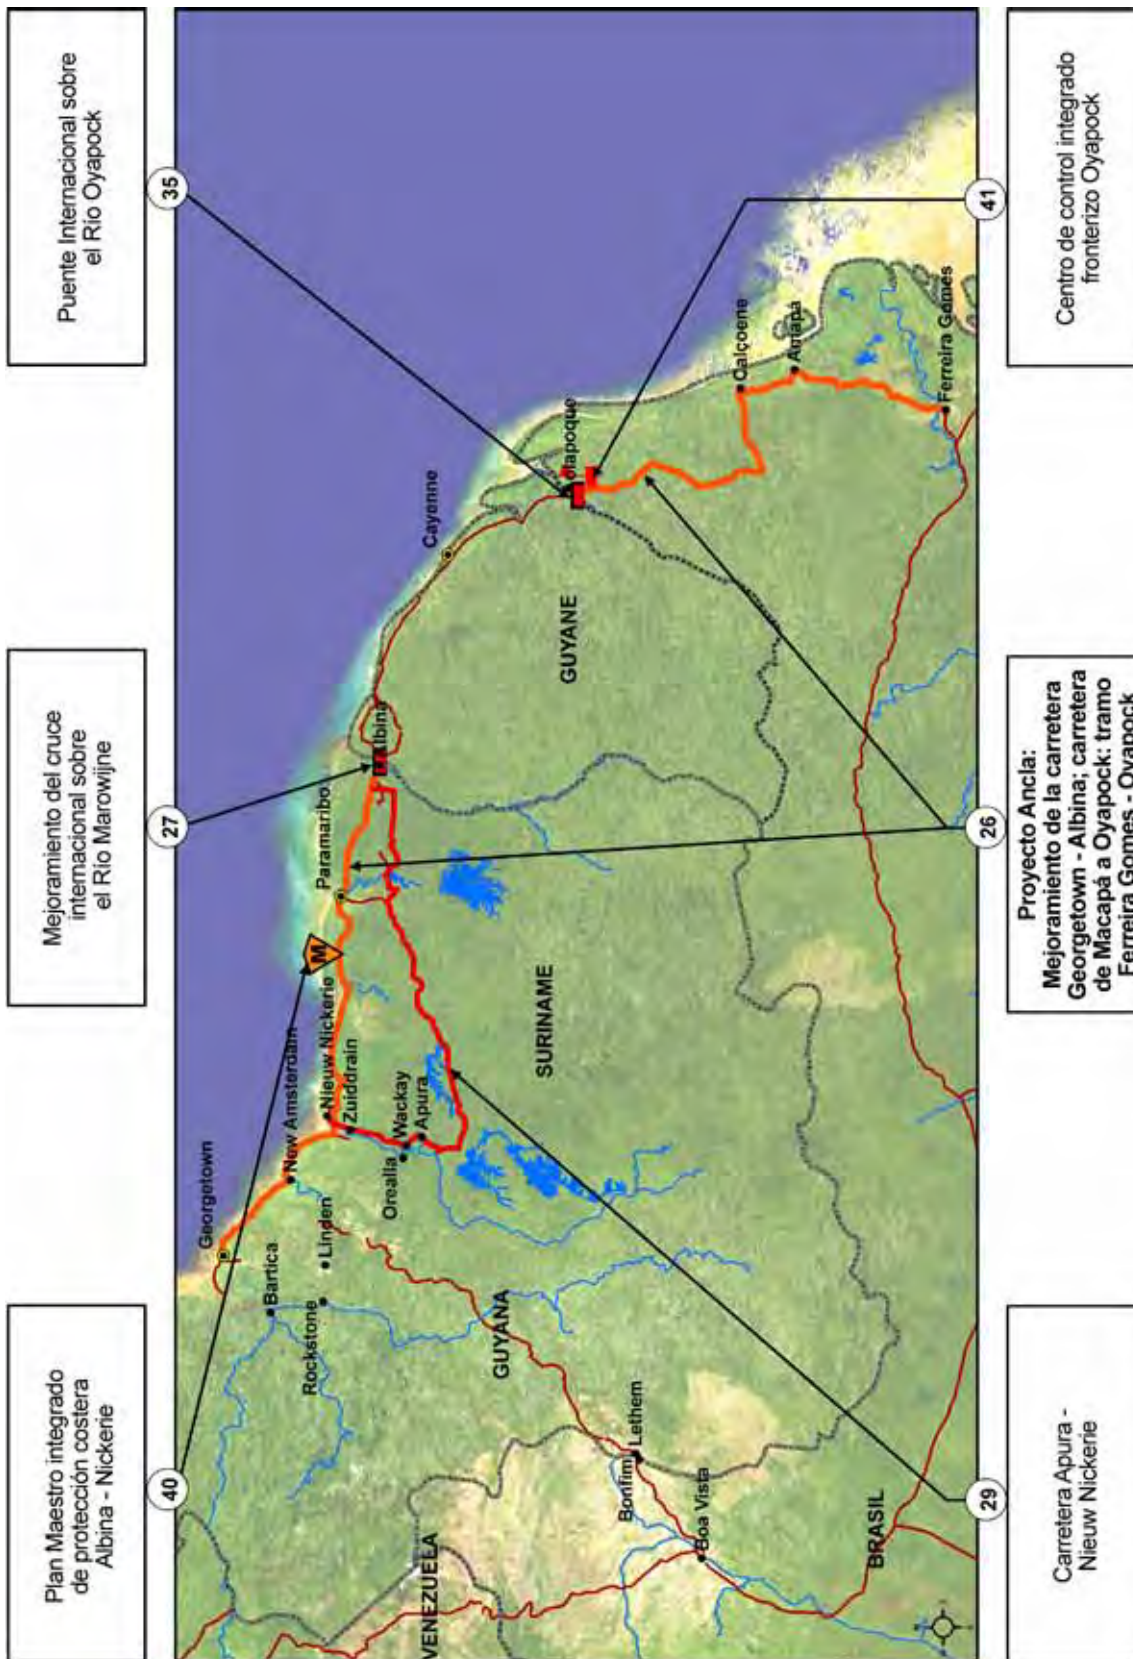 Plan Maestro integrado
de protección costera
Albina - Nickerie
Mejoramiento del cruce
internacional sobre
el Río Marowijne
Puente Internacional sobre
el Río Oyapock
40
27
35
Georgetown
New Amsterdam
Nieuw Nickerie
Zuiddrain
Bartica
Linden
Rockstone
Orealla
Wackay
Apura
M
Paramaribo
Albina
Cayenne
Oiapoque
Calçoene
Amapa
Ferreira Gomes
GUYANA
SURINAME
GUYANE
VENEZUELA
BRASIL
Lethem
Bonfim
Boa Vista
29
26
41
Carretera Apura -
Nieuw Nickerie
Proyecto Ancla:
Mejoramiento de la carretera
Georgetown - Albina; carretera
de Macapá a Oyapock: tramo
Ferreira Gomes - Oyapock
Centro de control integrado
fronterizo Oyapock